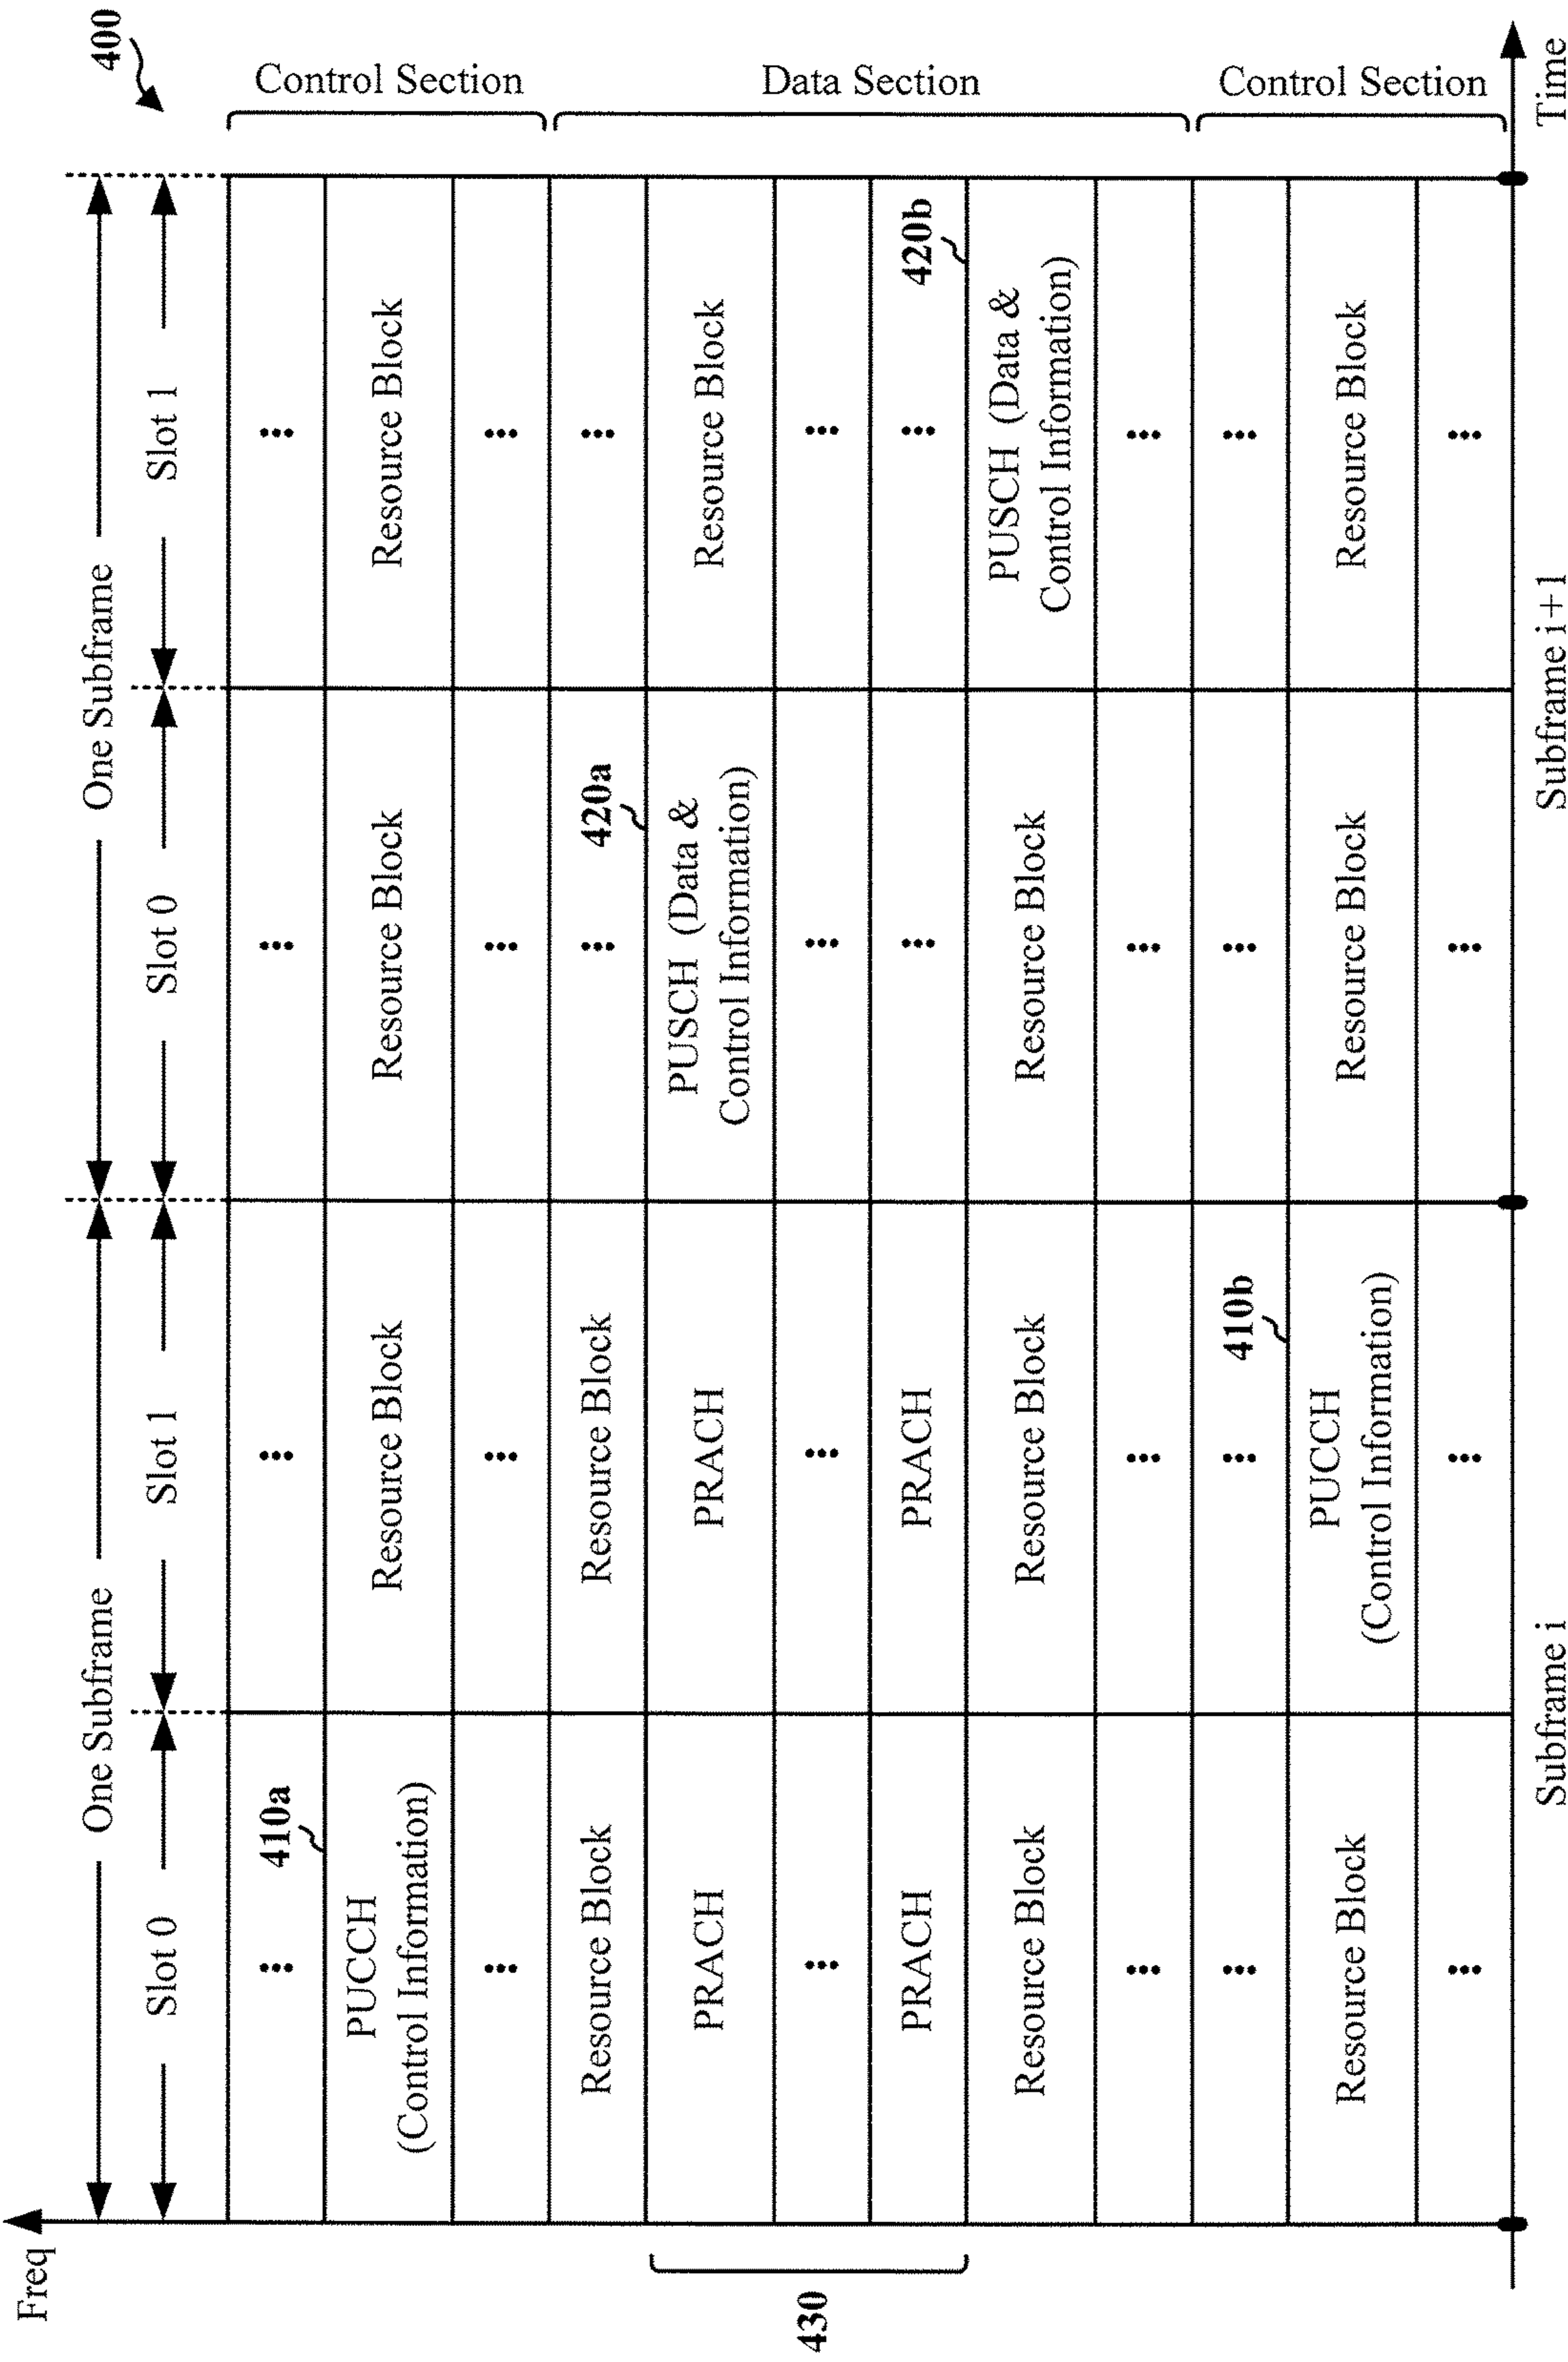 400
Freq
One Subframe
One Subframe
Slot 0
Slot 1
Slot 0
Slot 1
⋮
410a
⋮
⋮
⋮
Control Section
PUCCH
(Control Information)
Resource Block
Resource Block
Resource Block
⋮
⋮
⋮
⋮
Resource Block
Resource Block
⋮
420a
⋮
Data Section
430
PRACH
PRACH
PUSCH (Data &
Control Information)
Resource Block
⋮
⋮
⋮
⋮
PRACH
PRACH
⋮
⋮
420b
Resource Block
Resource Block
Resource Block
PUSCH (Data &
Control Information)
⋮
⋮
⋮
⋮
⋮
⋮
410b
⋮
⋮
Control Section
Resource Block
PUCCH
(Control Information)
Resource Block
Resource Block
⋮
⋮
⋮
⋮
Subframe i
Subframe i+1
Time